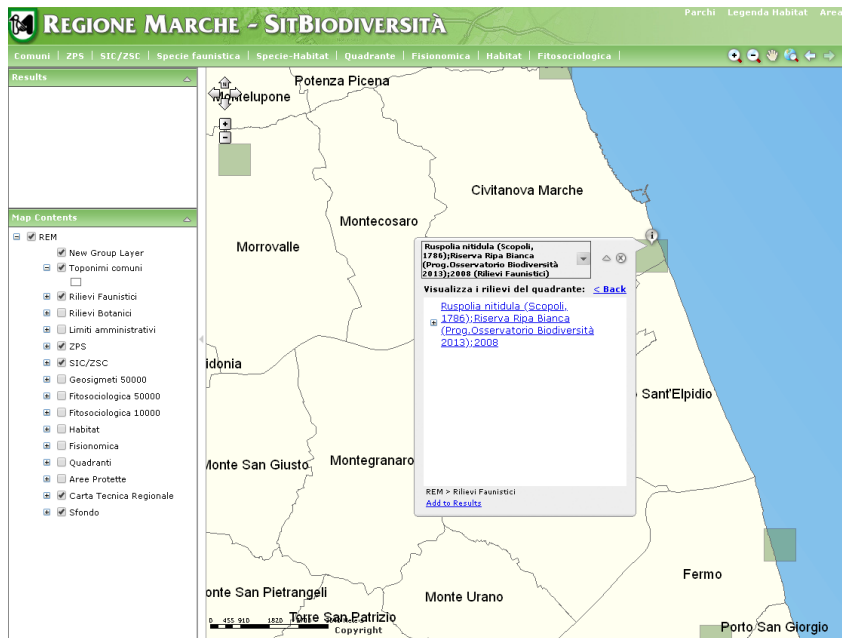 REGIONE MARCHE - SITBIODIVERSITÀ
Parchi Legenda Habitat Area
Comuni | ZPS | SIC/ZSC | Specie faunistica | Specie-Habitat | Quadrante | Fisionomica | Habitat | Fitosociologica |
Results
Map Contents
REM
New Group Layer
Toponimi comuni
Rilievi Faunistici
Rilievi Botanici
Limiti amministrativi
ZPS
SIC/ZSC
Geosigmeti 50000
Fitosociologica 50000
Fitosociologica 10000
Habitat
Fisionomica
Quadranti
Aree Protette
Carta Tecnica Regionale
Sfondo
Potenza Picena
Montelupone
N
Civitanova Marche
Montecosaro
Morrovalle
Ruspolia nitidula (Scopoli,
1786);Riserva Ripa Bianca
(Prog.Osservatorio Biodiversità
2013);2008 (Rilievi Faunistici)
Visualizza i rilievi del quadrante: < Back
Ruspolia nitidula (Scopoli,
1786);Riserva Ripa Bianca
(Prog.Osservatorio Biodiversità
2013);2008
REM > Rilievi Faunistici
Add to Results
idonia
Sant'Elpidio
Monte San Giusto
Montegranaro
Fermo
onte San Pietrangeli
Monte Urano
0 455 910 1820
Torre San Patrizio
Copyright
Porto San Giorgio